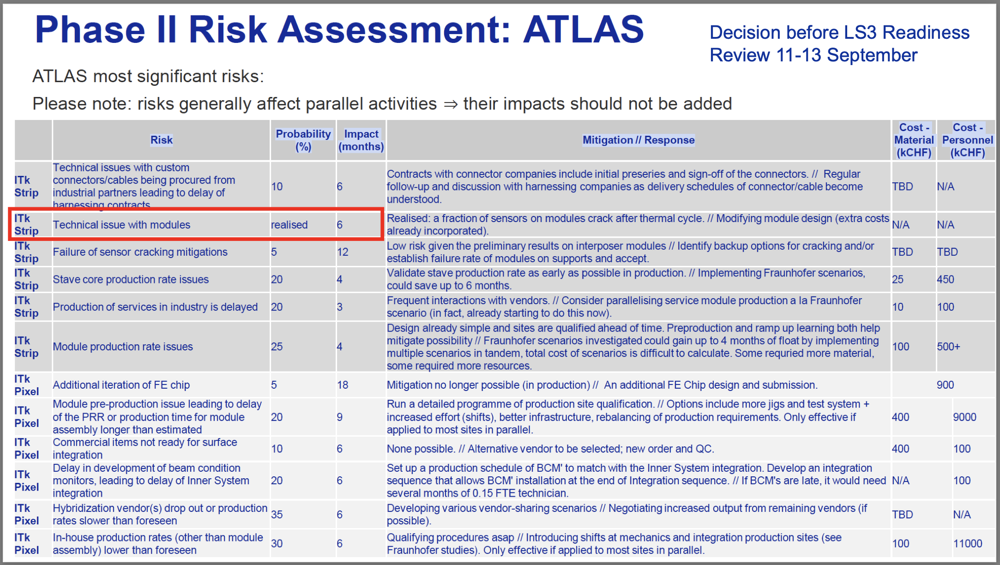 Phase II Risk Assessment: ATLAS
Decision before LS3 Readiness
Review 11-13 September
ATLAS most significant risks:
Please note: risks generally affect parallel activities ⇒ their impacts should not be added
Risk
Probability
(%)
Impact
(months)
Mitigation // Response
Cost -
Material
(kCHF)
Cost -
Personnel
(kCHF)
ITk
Strip
Technical issues with custom
connectors/cables being procured from
industrial partners leading to delay of
harnessing contracts
10
6
Contracts with connector companies include initial preseries and sign-off of the connectors. // Regular
follow-up and discussion with harnessing companies as delivery schedules of connector/cable become
understood.
TBD
N/A
ITk
Strip
Technical issue with modules
realised
6
Realised: a fraction of sensors on modules crack after thermal cycle. // Modifying module design (extra costs
already incorporated).
N/A
N/A
ITk
Strip
Failure of sensor cracking mitigations
5
12
Low risk given the preliminary results on interposer modules // Identify backup options for cracking and/or
establish failure rate of modules on supports and accept.
TBD
TBD
ITk
Strip
Stave core production rate issues
20
4
Validate stave production rate as early as possible in production. // Implementing Fraunhofer scenarios,
could save up to 6 months.
25
450
ITk
Strip
Production of services in industry is delayed
20
3
Frequent interactions with vendors. // Consider parallelising service module production a la Fraunhofer
scenario (in fact, already starting to do this now).
10
100
ITk
Strip
Module production rate issues
25
4
Design already simple and sites are qualified ahead of time. Preproduction and ramp up learning both help
mitigate possibility // Fraunhofer scenarios investigated could gain up to 4 months of float by implementing
multiple scenarios in tandem, total cost of scenarios is difficult to calculate. Some requried more material,
some required more resources.
100
500+
ITk
Pixel
Additional iteration of FE chip
5
18
Mitigation no longer possible (in production) // An additional FE Chip design and submission.
900
ITk
Pixel
Module pre-production issue leading to delay
of the PRR or production time for module
assembly longer than estimated
20
9
Run a detailed programme of production site qualification. // Options include more jigs and test system +
increased effort (shifts), better infrastructure, rebalancing of production requirements. Only effective if
applied to most sites in parallel.
400
9000
ITk
Pixel
Commercial items not ready for surface
integration
10
6
None possible. // Alternative vendor to be selected; new order and QC.
400
100
ITk
Pixel
Delay in development of beam condition
monitors, leading to delay of Inner System
integration
20
6
Set up a production schedule of BCM' to match with the Inner System integration. Develop an integration
sequence that allows BCM' installation at the end of Integration sequence. // If BCM's are late, it would need
several months of 0.15 FTE technician.
N/A
100
ITk
Pixel
Hybridization vendor(s) drop out or production
rates slower than foreseen
35
6
Developing various vendor-sharing scenarios // Negotiating increased output from remaining vendors (if
possible).
TBD
N/A
ITk
Pixel
In-house production rates (other than module
assembly) lower than foreseen
30
6
Qualifying procedures asap // Introducing shifts at mechanics and integration production sites (see
Fraunhofer studies). Only effective if applied to most sites in parallel.
100
11000